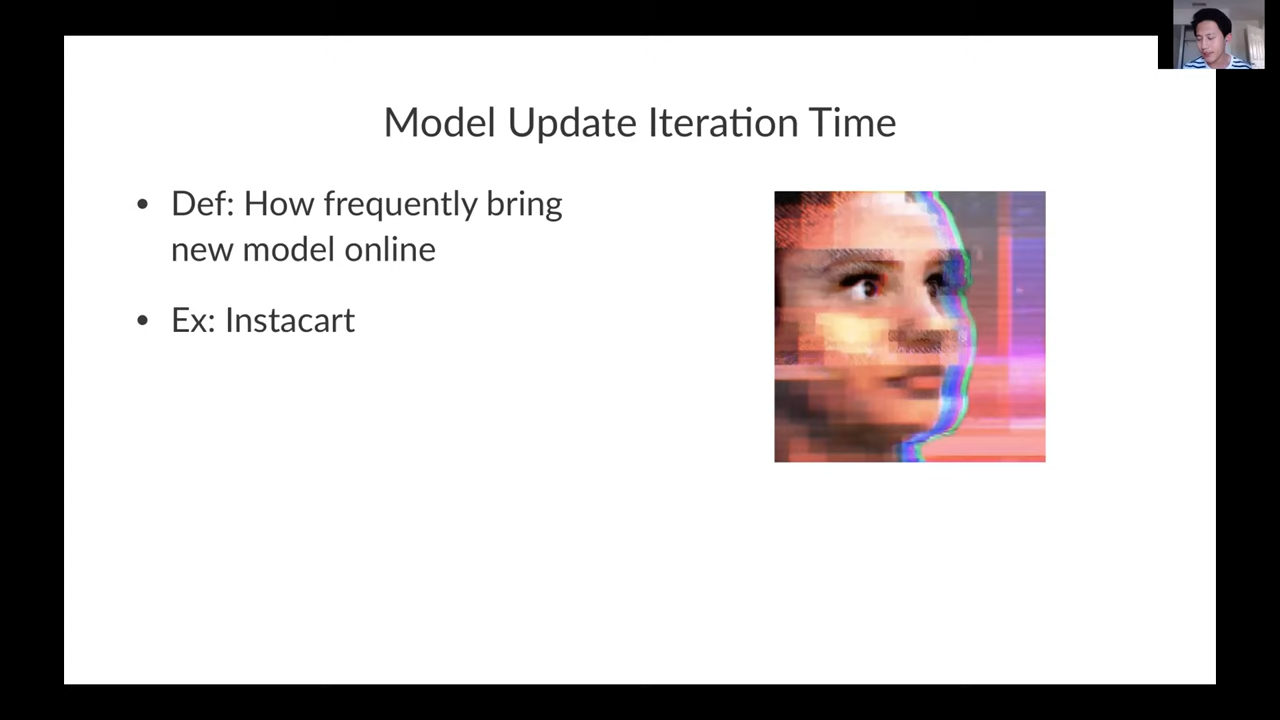 Model Update Iteration Time
• Def: How frequently bring
new model online
• Ex: Instacart